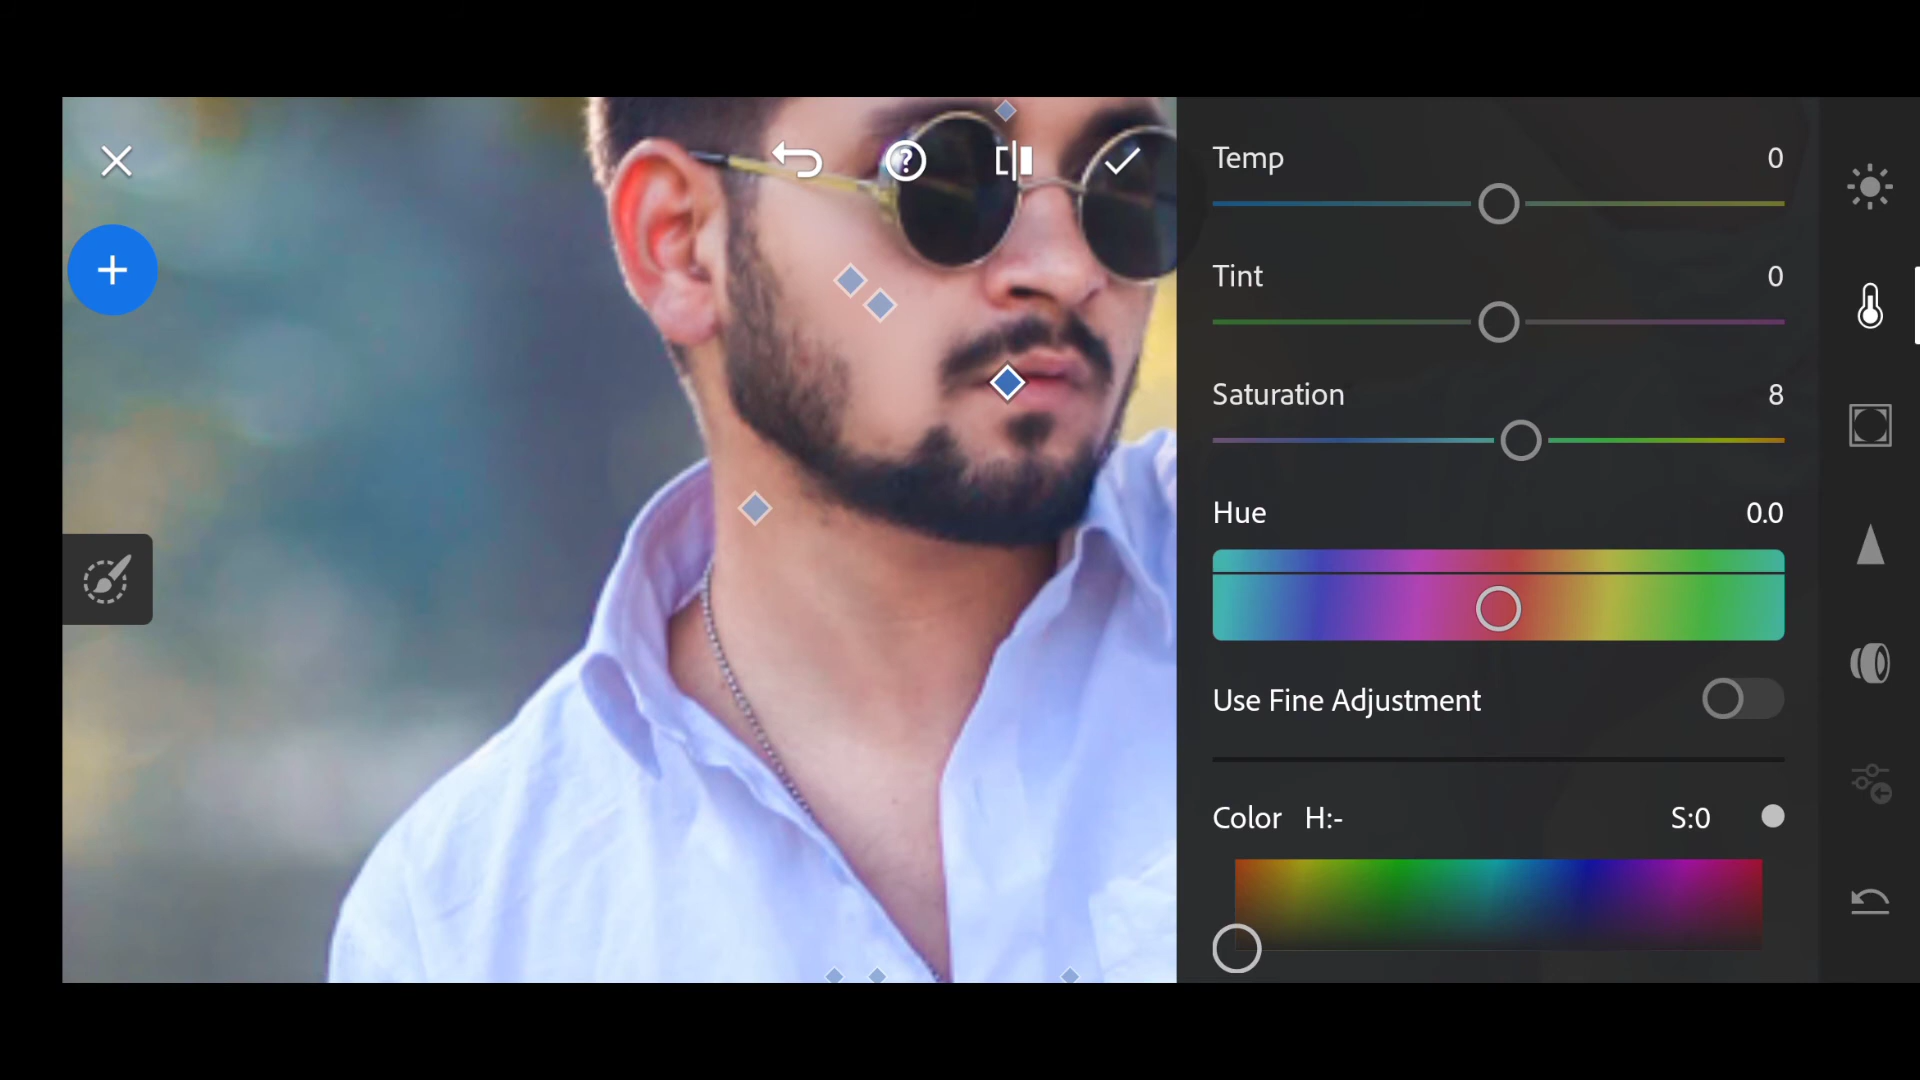 Temp 0
Tint 0
Saturation 8
Hue 0.0
Use Fine Adjustment
Color H:- S:0